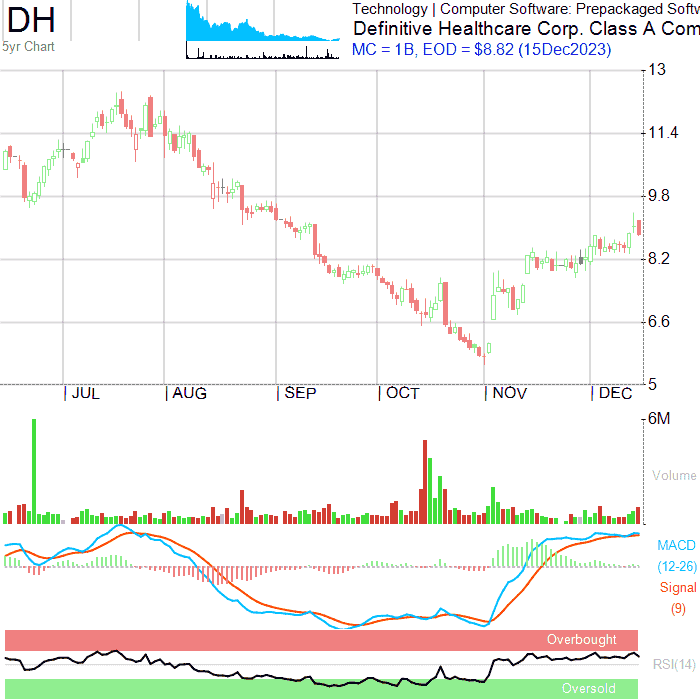 DH
5yr Chart
Technology | Computer Software: Prepackaged Softw
Definitive Healthcare Corp. Class A Com
MC = 1B, EOD = $8.82 (15Dec2023)
13
11.4
9.8
8.2
6.6
5
JUL AUG SEP OCT NOV DEC
6M
Volume
MACD
(12-26)
Signal
(9)
Overbought
RSI(14)
Oversold